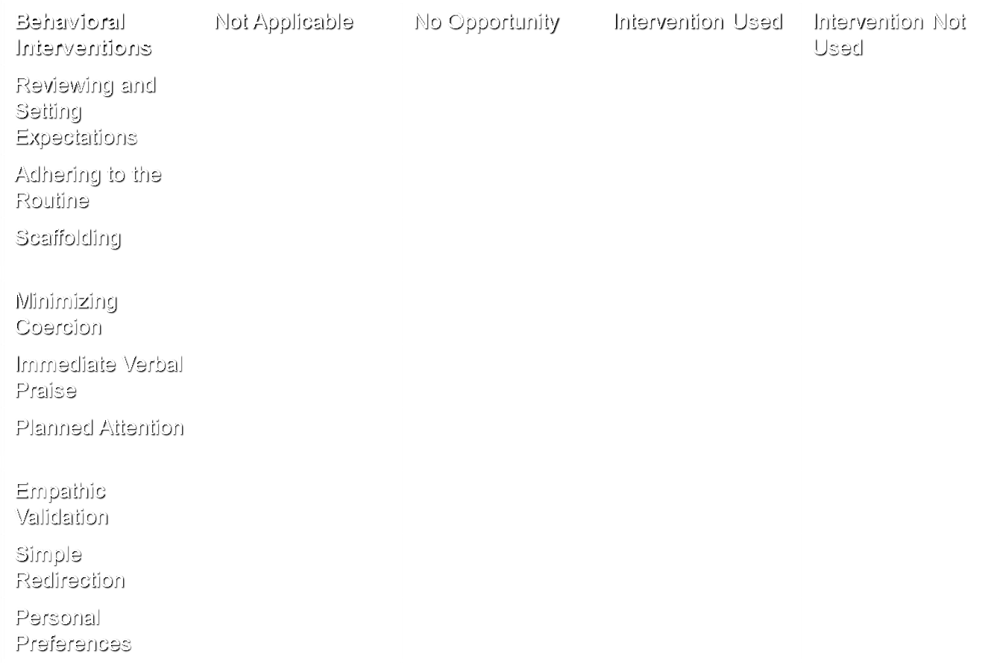 Behavioral Not Applicable No Opportunity Intervention Used Intervention Not
Interventions Used
Reviewing and
Setting
Expectations
Adhering to the
Routine
Scaffolding
Minimizing
Coercion
Immediate Verbal
Praise
Planned Attention
Empathic
Validation
Simple
Redirection
Personal
Preferences